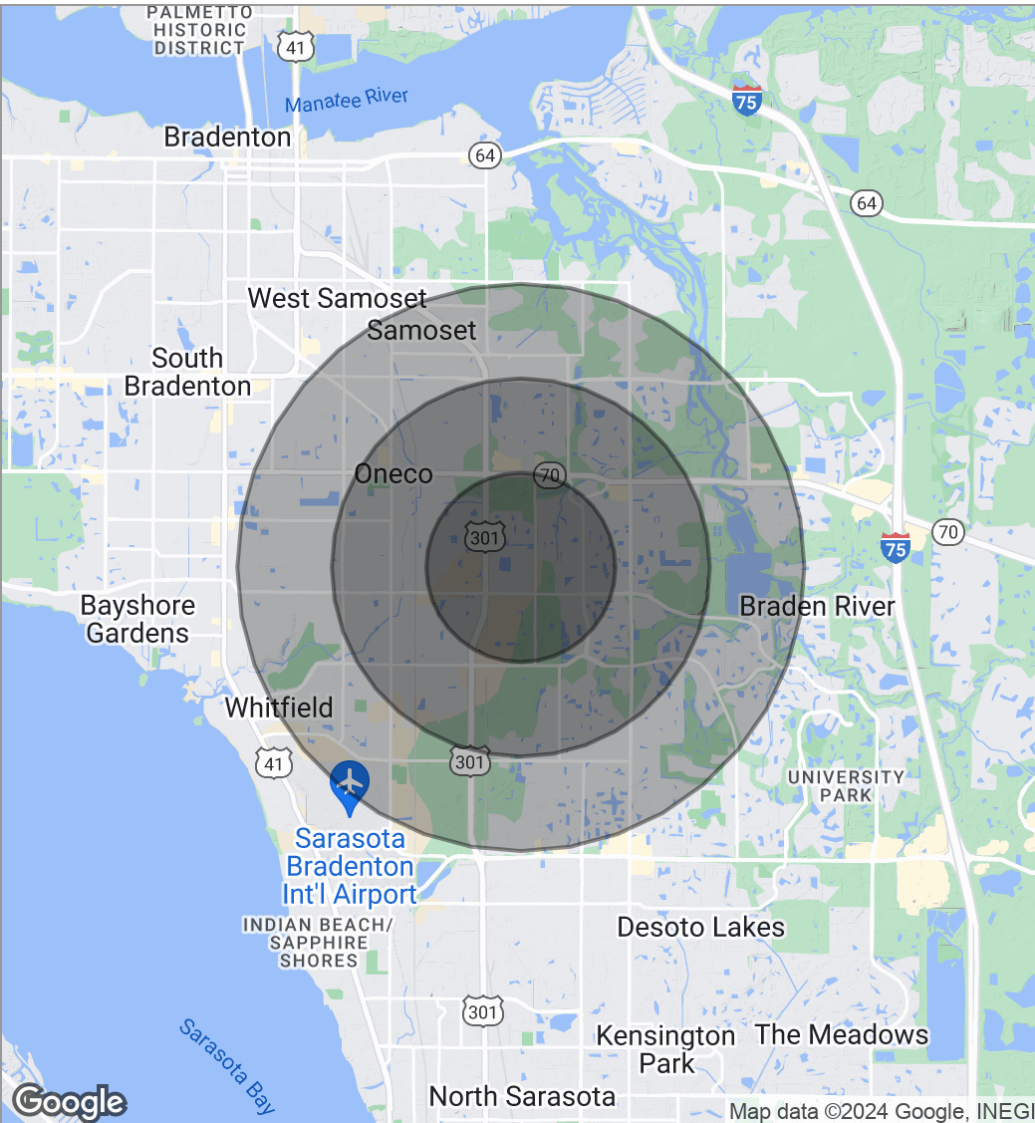 PALMETTO
HISTORIC
DISTRICT
41
Manatee River
75
Bradenton
64
64
West Samoset
Samoset
South
Bradenton
Oneco
70
301
70
75
Bayshore
Gardens
Braden River
Whitfield
41
301
UNIVERSITY
PARK
Sarasota
Bradenton
Int'l Airport
INDIAN BEACH/
SAPPHIRE
SHORES
Desoto Lakes
301
Kensington
Park
The Meadows
Sarasota Bay
North Sarasota
Google
Map data ©2024 Google, INEGI